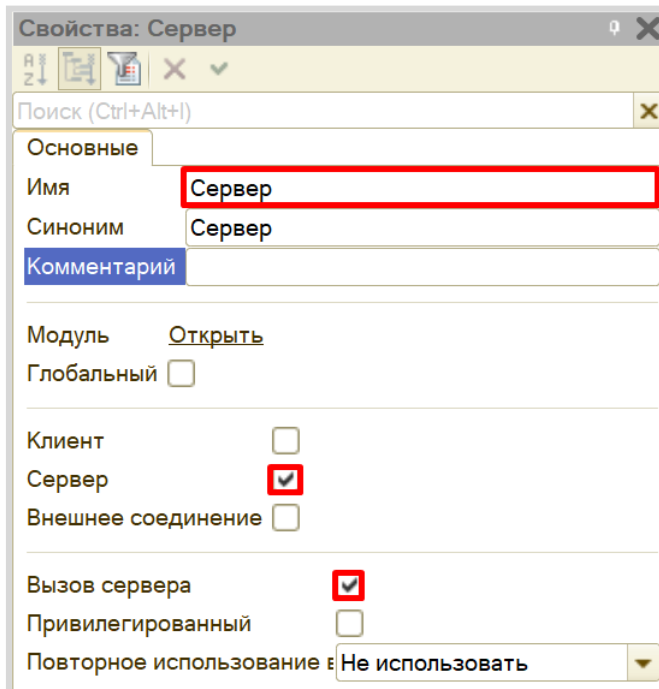 Свойства: Сервер
Поиск (Ctrl+Alt+I)
Основные
Имя Сервер
Синоним Сервер
Комментарий
Модуль Открыть
Глобальный
Клиент
Сервер
Внешнее соединение
Вызов сервера
Привилегированный
Повторное использование Не использовать